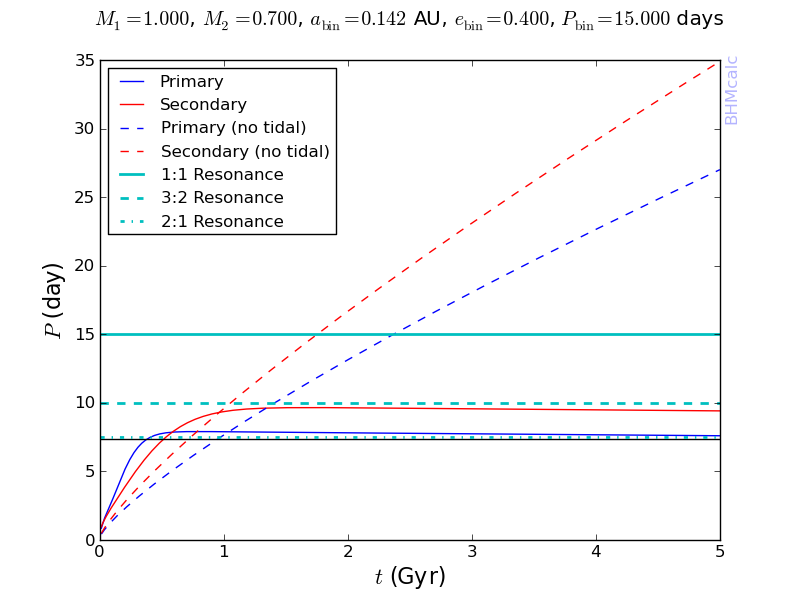 M₁ = 1.000, M₂ = 0.700, a_bin = 0.142 AU, e_bin = 0.400, P_bin = 15.000 days
BHMcalc
Primary
Secondary
Primary (no tidal)
Secondary (no tidal)
1:1 Resonance
3:2 Resonance
2:1 Resonance
35
30
25
20
15
10
5
0
P (day)
0 1 2 3 4 5
t (Gyr)